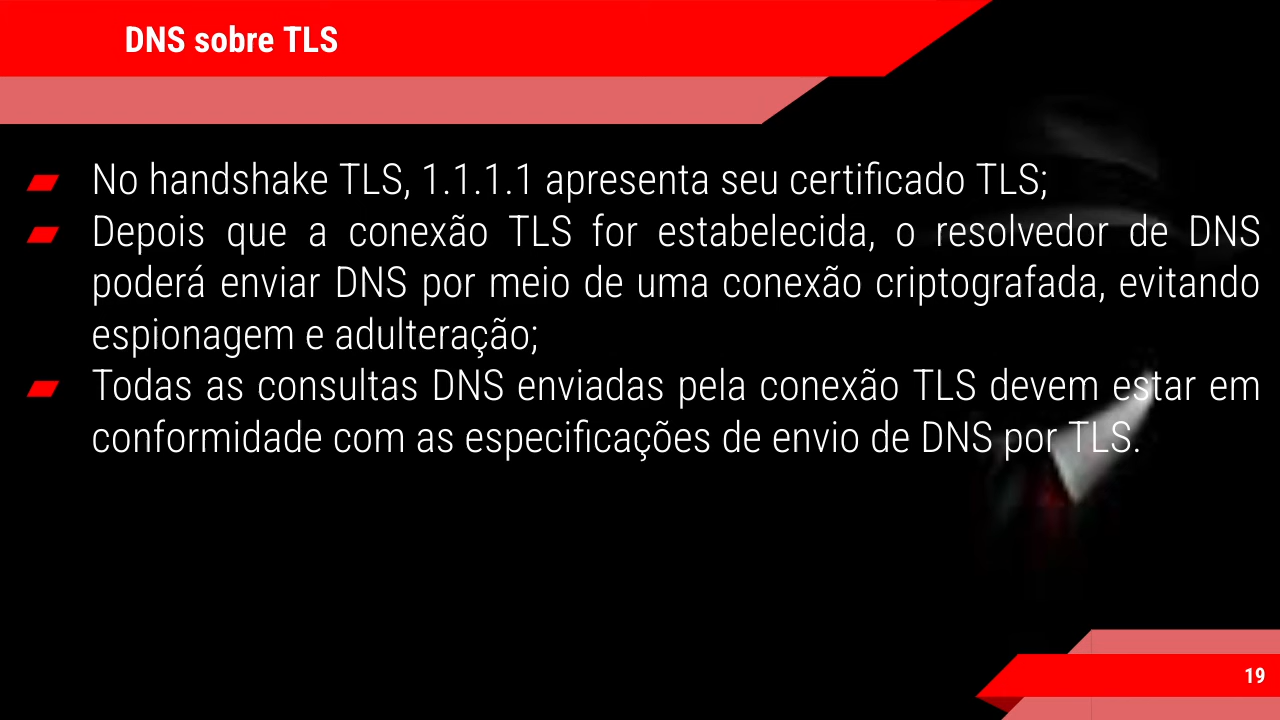 DNS sobre TLS
No handshake TLS, 1.1.1.1 apresenta seu certificado TLS;
Depois que a conexão TLS for estabelecida, o resolvedor de DNS
poderá enviar DNS por meio de uma conexão criptografada, evitando
espionagem e adulteração;
Todas as consultas DNS enviadas pela conexão TLS devem estar em
conformidade com as especificações de envio de DNS por TLS.
19